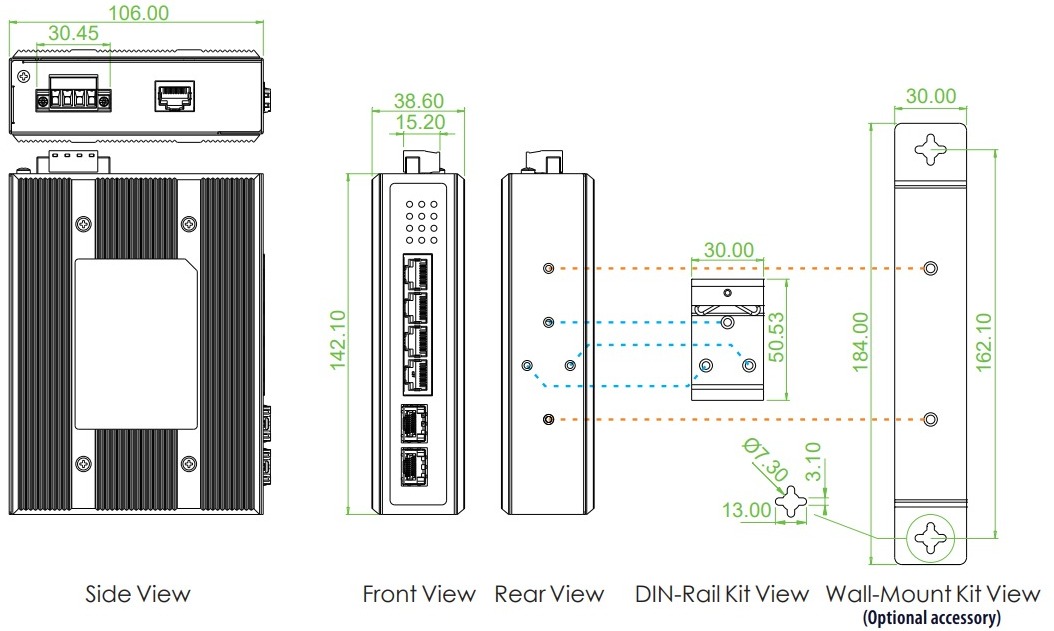 106.00
30.45
38.60
15.20
142.10
30.00
50.53
30.00
184.00
162.10
Ø7.30
3.10
13.00
Side View
Front View
Rear View
DIN-Rail Kit View
Wall-Mount Kit View
(Optional accessory)